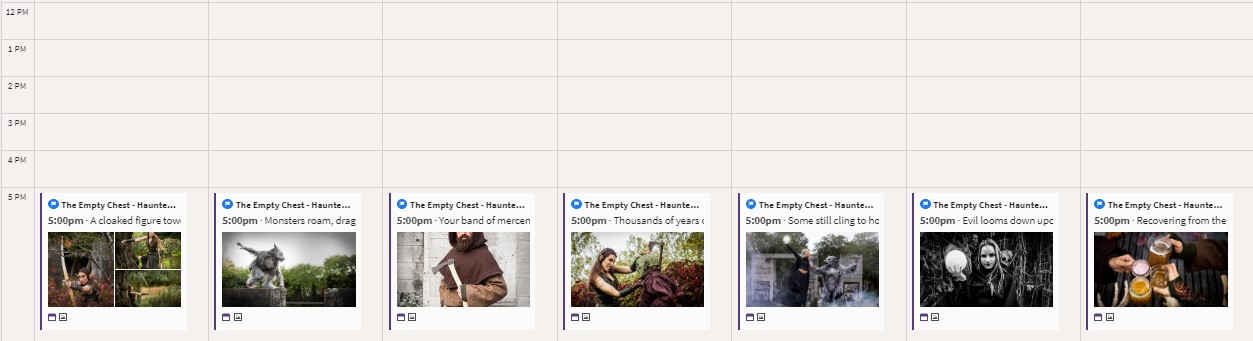 12 PM
1 PM
2 PM
3 PM
4 PM
5 PM
The Empty Chest - Haunte...
5:00pm · A cloaked figure tow
The Empty Chest - Haunte...
5:00pm · Monsters roam, drag
The Empty Chest - Haunte...
5:00pm · Your band of mercen
The Empty Chest - Haunte...
5:00pm · Thousands of years o
The Empty Chest - Haunte...
5:00pm · Some still cling to ho
The Empty Chest - Haunte...
5:00pm · Evil looms down upo
The Empty Chest - Haunte...
5:00pm · Recovering from the